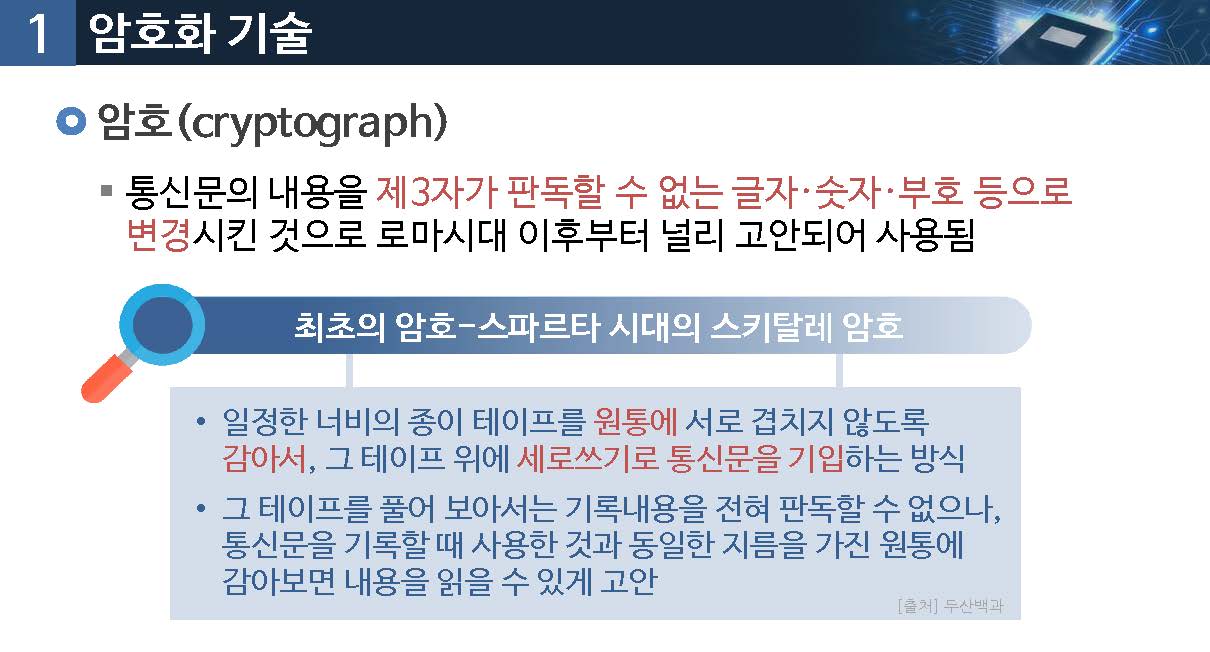 1 암호화 기술
암호(cryptograph)
▪ 통신문의 내용을 제3자가 판독할 수 없는 글자·숫자·부호 등으로
변경시킨 것으로 로마시대 이후부터 널리 고안되어 사용됨
최초의 암호-스파르타 시대의 스키탈레 암호
• 일정한 너비의 종이 테이프를 원통에 서로 겹치지 않도록
감아서, 그 테이프 위에 세로쓰기로 통신문을 기입하는 방식
• 그 테이프를 풀어 보아서는 기록내용을 전혀 판독할 수 없으나,
통신문을 기록할 때 사용한 것과 동일한 지름을 가진 원통에
감아보면 내용을 읽을 수 있게 고안
[출처] 두산백과